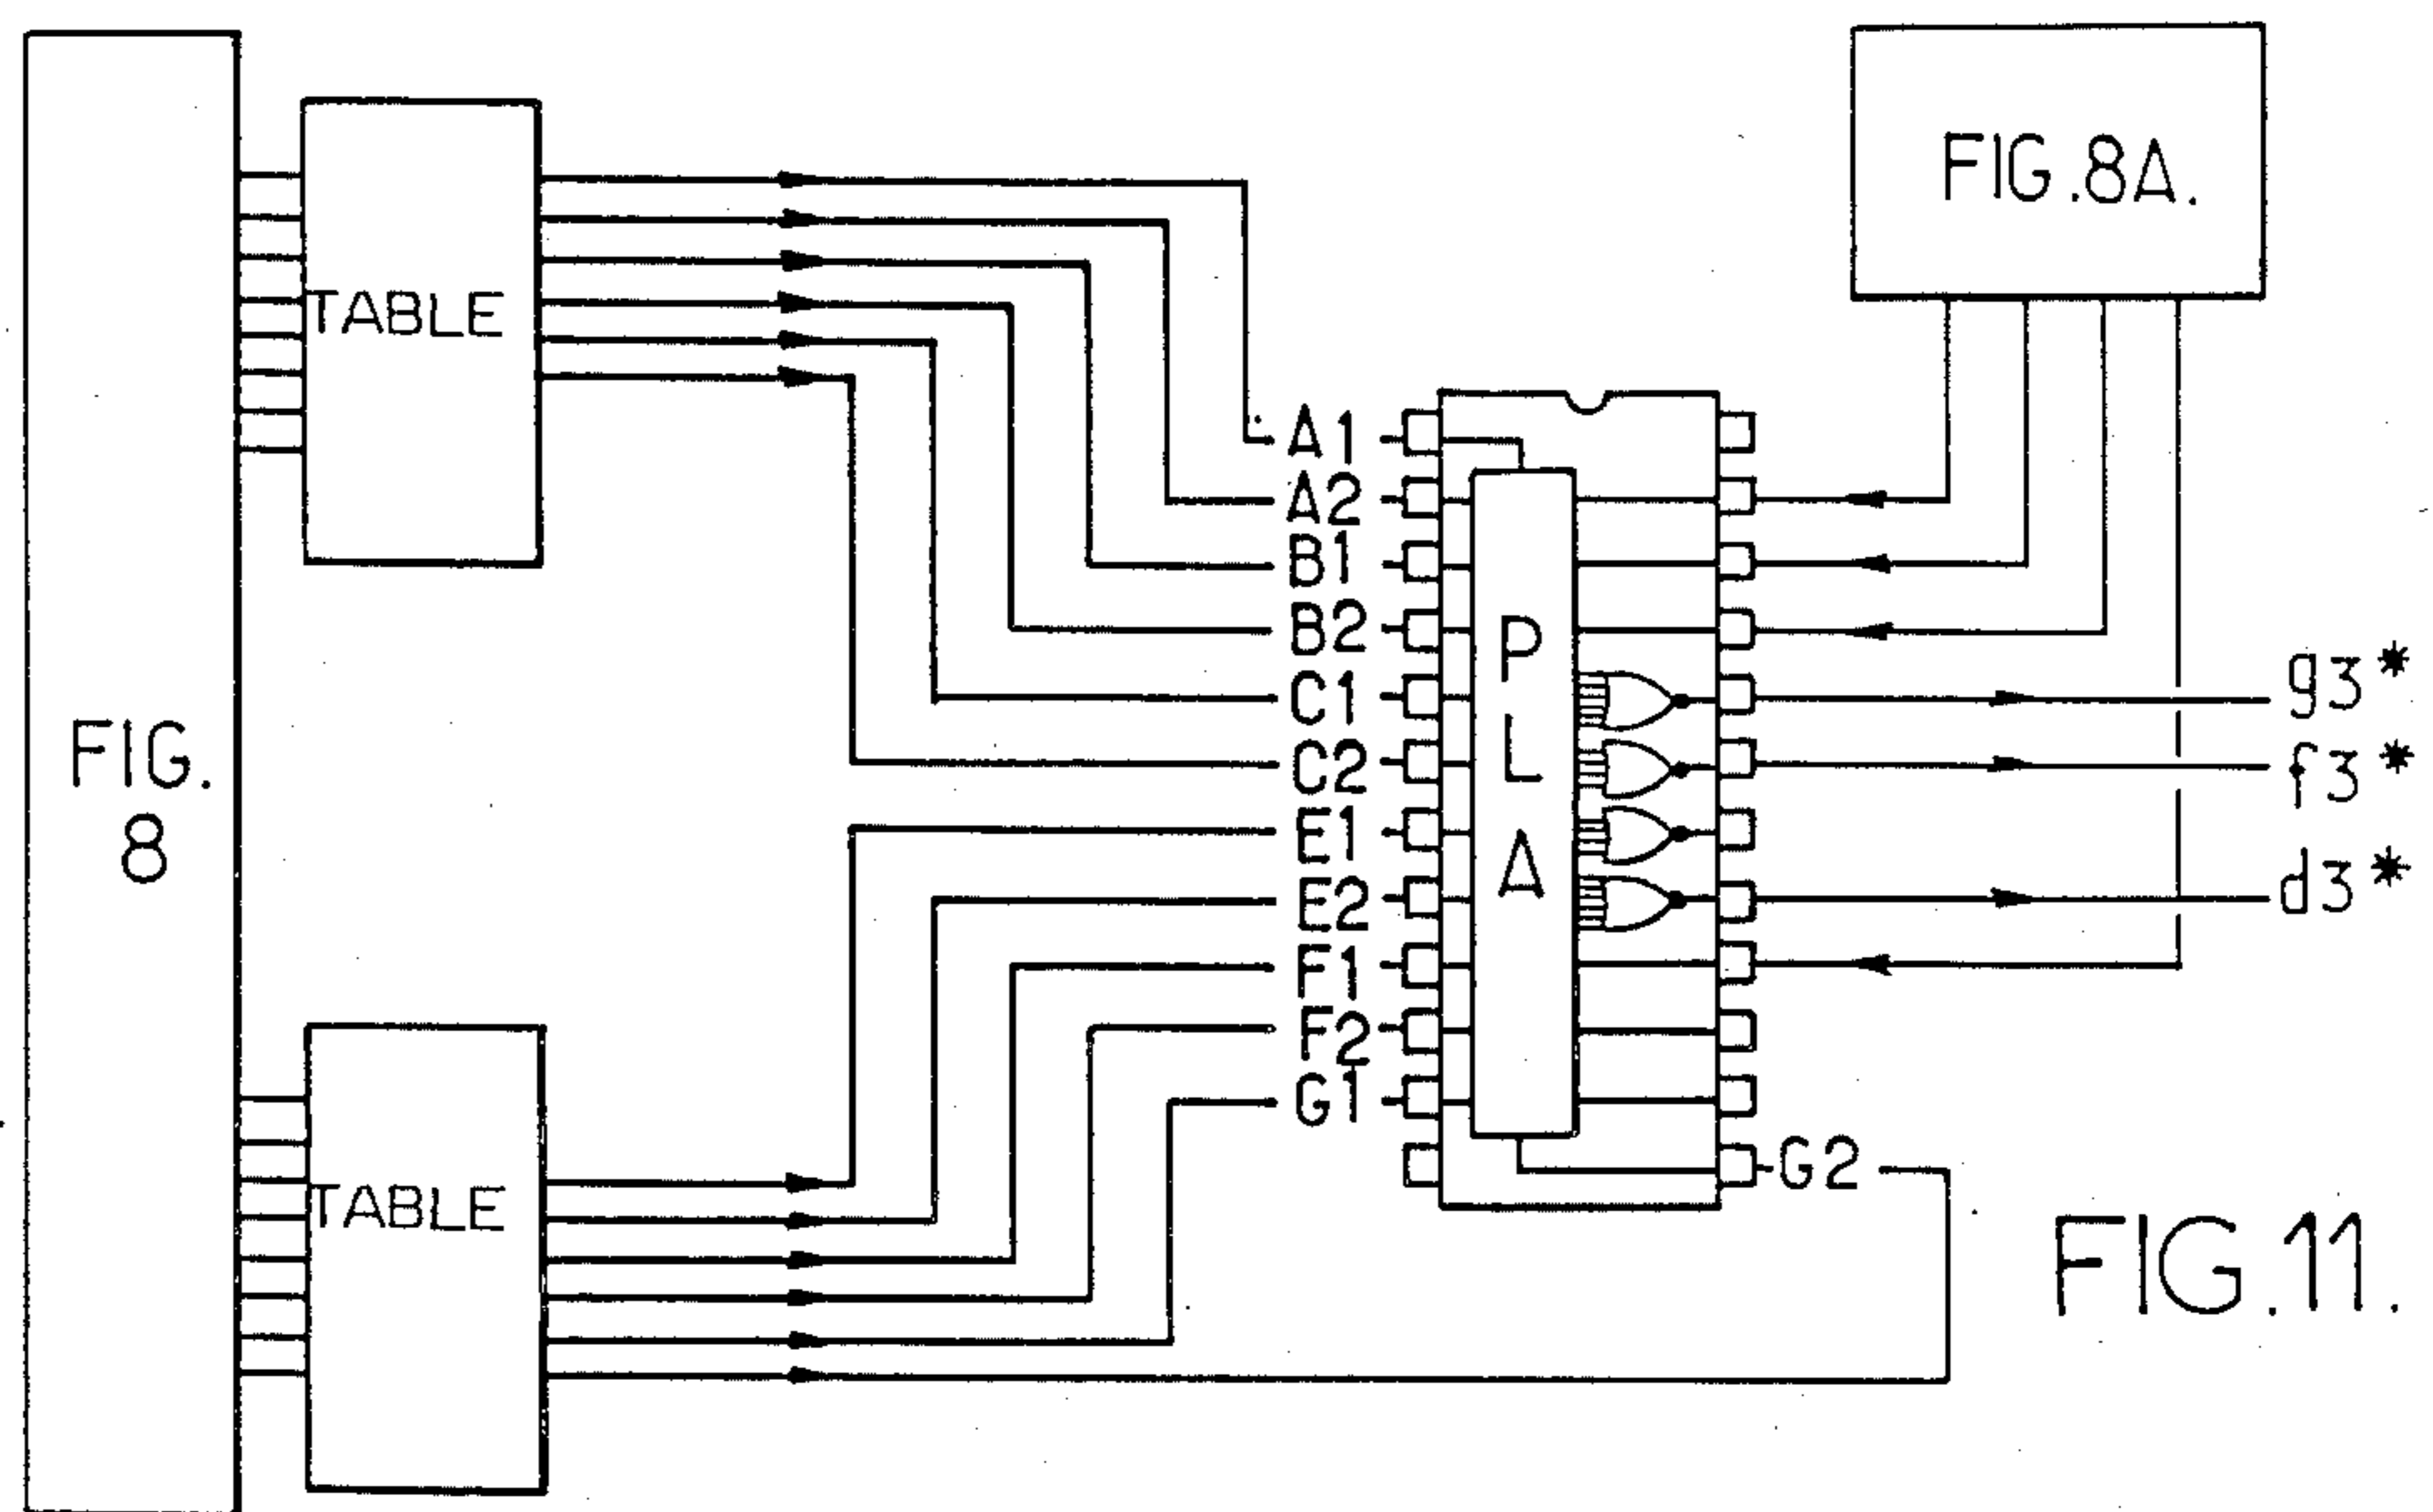 FIG.
8
TABLE
TABLE
A1
A2
B1
B2
C1
C2
E1
E2
F1
F2
G1
P
L
A
G2
FIG.8A.
g3*
f3*
d3*
FIG.11.